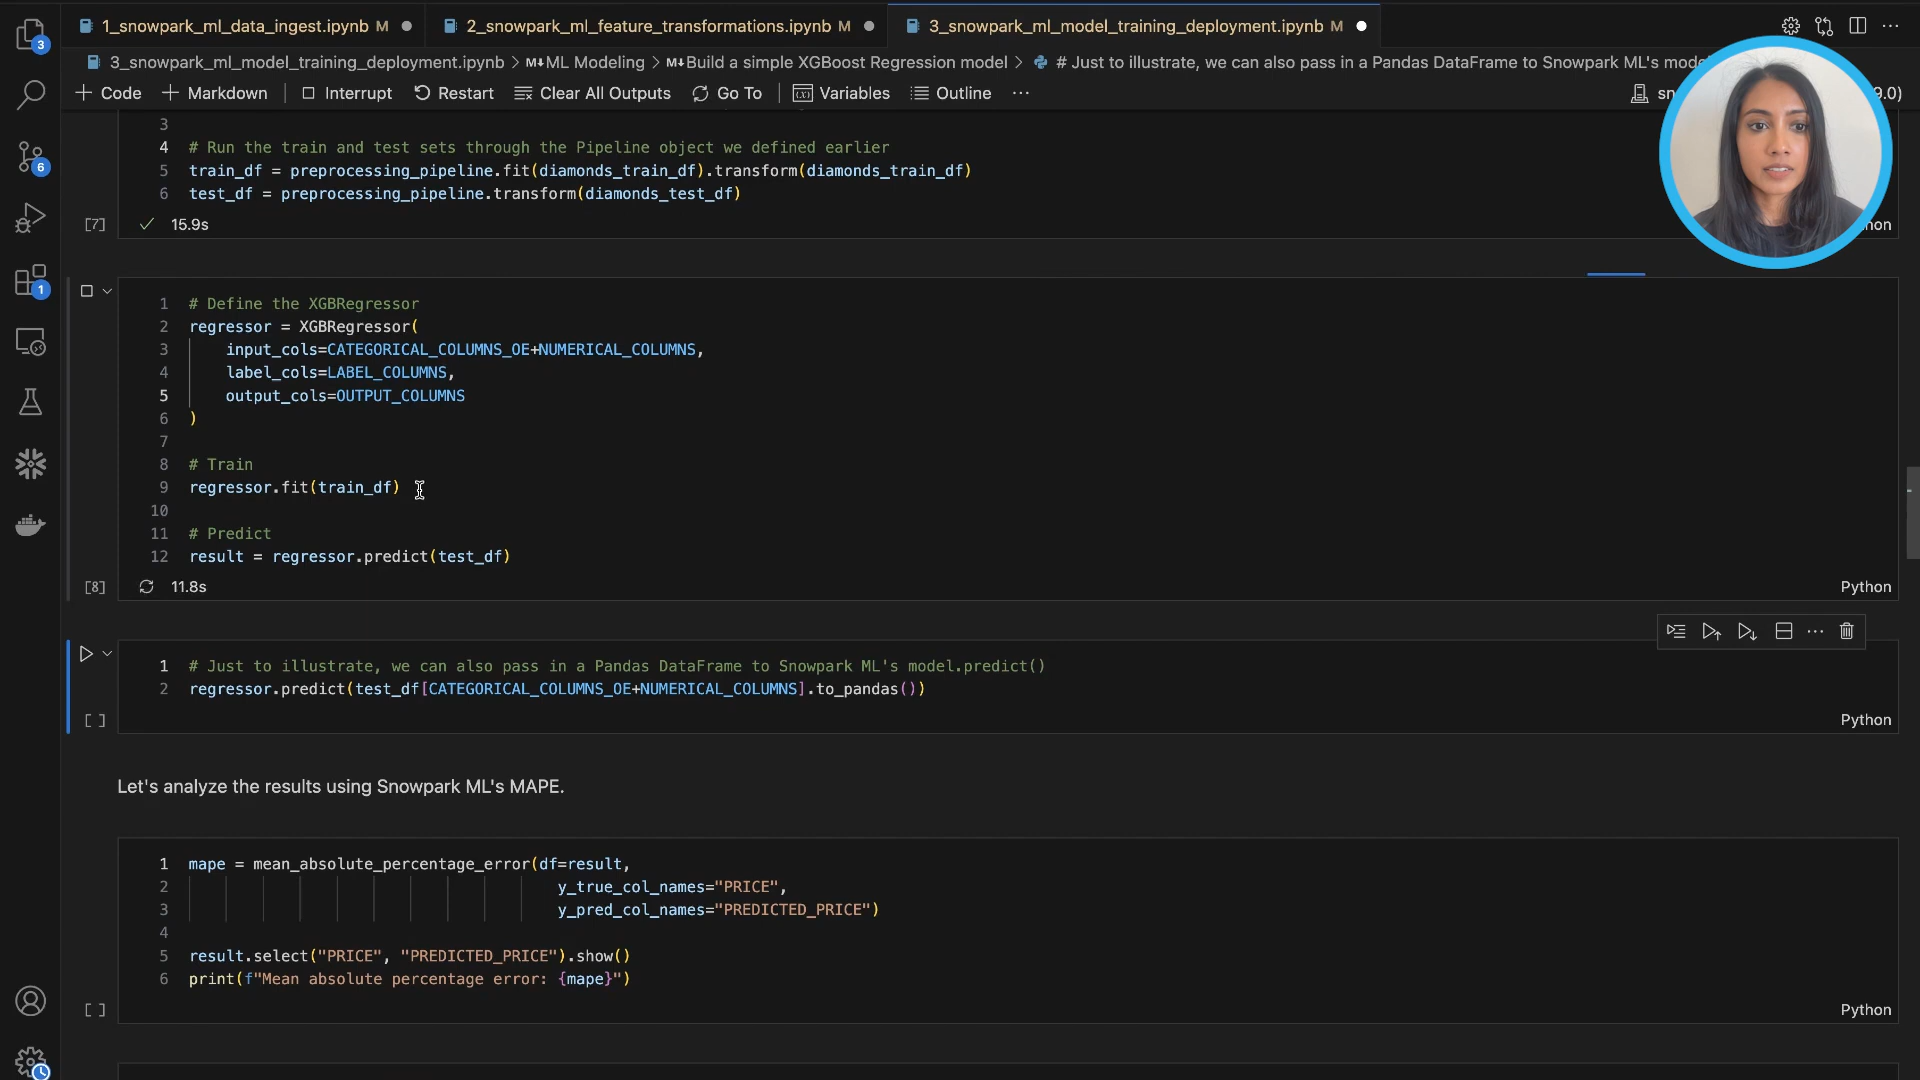 1_snowpark_ml_data_ingest.ipynb M
2_snowpark_ml_feature_transformations.ipynb M
3_snowpark_ml_model_training_deployment.ipynb M
3_snowpark_ml_model_training_deployment.ipynb > M↓ML Modeling > M↓Build a simple XGBoost Regression model > # Just to illustrate, we can also pass in a Pandas DataFrame to Snowpark ML's
+ Code + Markdown Interrupt Restart Clear All Outputs Go To Variables Outline ...
3
4 # Run the train and test sets through the Pipeline object we defined earlier
5 train_df = preprocessing_pipeline.fit(diamonds_train_df).transform(diamonds_train_df)
6 test_df = preprocessing_pipeline.transform(diamonds_test_df)
[7] 15.9s
1 # Define the XGBRegressor
2 regressor = XGBRegressor(
3 input_cols=CATEGORICAL_COLUMNS_OE+NUMERICAL_COLUMNS,
4 label_cols=LABEL_COLUMNS,
5 output_cols=OUTPUT_COLUMNS
6 )
7
8 # Train
9 regressor.fit(train_df)
10
11 # Predict
12 result = regressor.predict(test_df)
[8] 11.8s Python
1 # Just to illustrate, we can also pass in a Pandas DataFrame to Snowpark ML's model.predict()
2 regressor.predict(test_df[CATEGORICAL_COLUMNS_OE+NUMERICAL_COLUMNS].to_pandas())
[ ] Python
Let's analyze the results using Snowpark ML's MAPE.
1 mape = mean_absolute_percentage_error(df=result,
2 y_true_col_names="PRICE",
3 y_pred_col_names="PREDICTED_PRICE")
4
5 result.select("PRICE", "PREDICTED_PRICE").show()
6 print(f"Mean absolute percentage error: {mape}")
[ ] Python
3
6
1